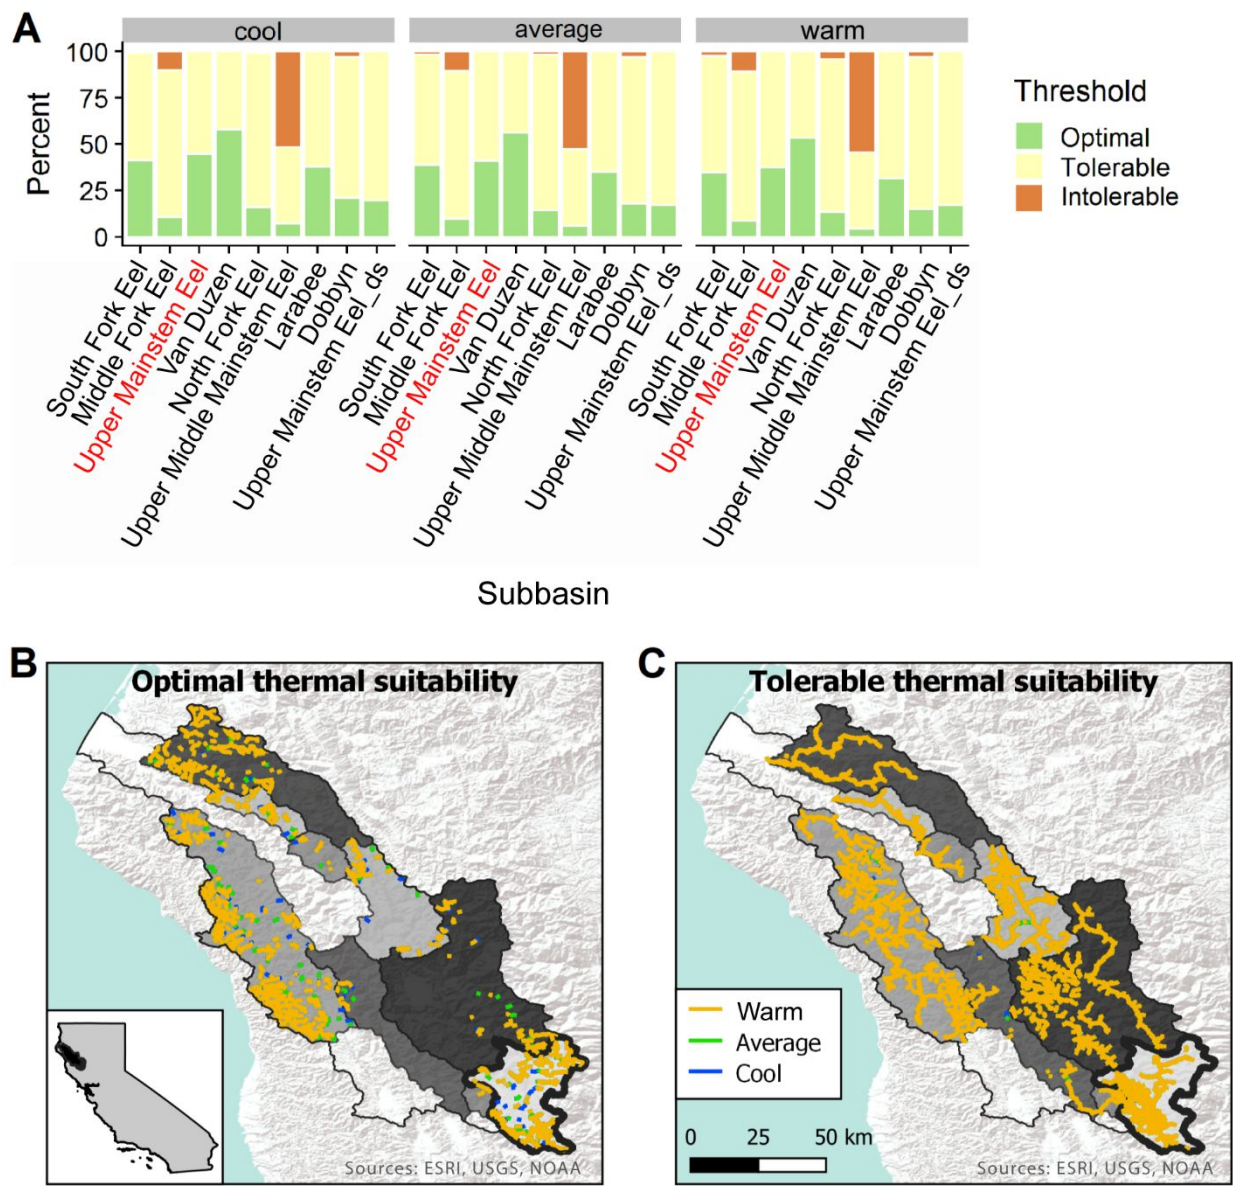 A
cool
average
warm
Percent
100
75
50
25
0
Threshold
Optimal
Tolerable
Intolerable
South Fork Eel
Middle Fork Eel
Upper Mainstem Eel
Van Duzen
North Fork Eel
Upper Middle Mainstem Eel
Larabee
Dobbyn
Upper Mainstem Eel_ds
South Fork Eel
Middle Fork Eel
Upper Mainstem Eel
Van Duzen
North Fork Eel
Upper Middle Mainstem Eel
Larabee
Dobbyn
Upper Mainstem Eel_ds
South Fork Eel
Middle Fork Eel
Upper Mainstem Eel
Van Duzen
North Fork Eel
Upper Middle Mainstem Eel
Larabee
Dobbyn
Upper Mainstem Eel_ds
Subbasin
B
Optimal thermal suitability
Sources: ESRI, USGS, NOAA
C
Tolerable thermal suitability
Warm
Average
Cool
0 25 50 km
Sources: ESRI, USGS, NOAA